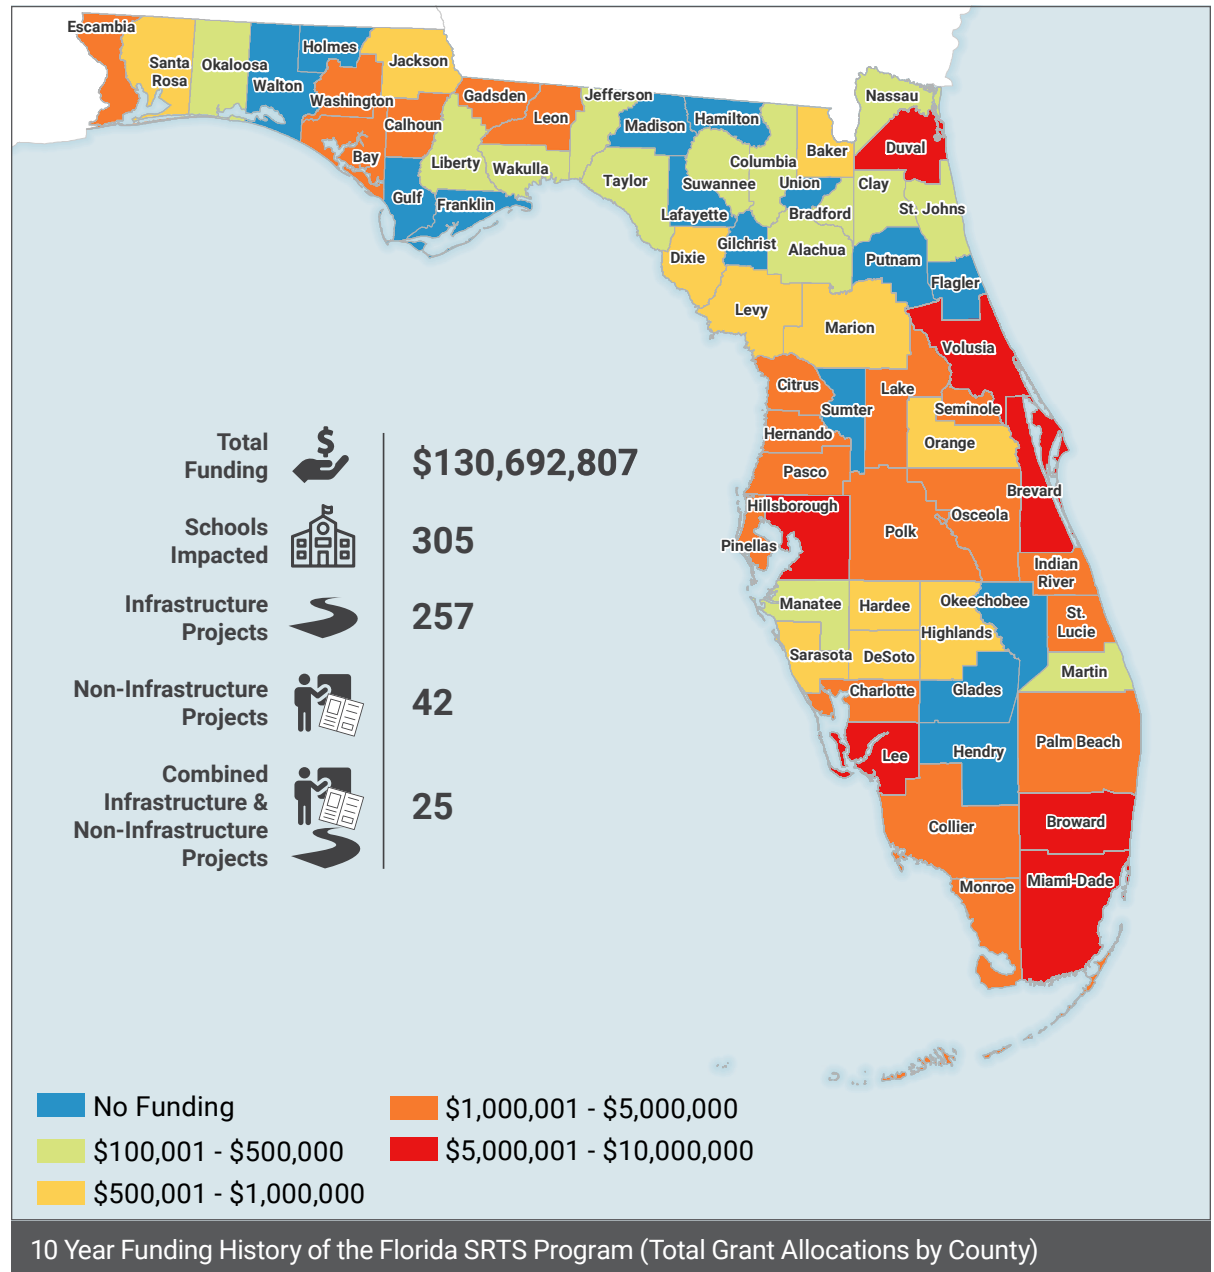 Escambia
Santa
Rosa
Okaloosa
Walton
Holmes
Washington
Jackson
Bay
Calhoun
Gulf
Gadsden
Liberty
Franklin
Leon
Wakulla
Jefferson
Madison
Taylor
Hamilton
Suwannee
Lafayette
Dixie
Columbia
Gilchrist
Levy
Baker
Union
Bradford
Alachua
Marion
Nassau
Duval
Clay
St. Johns
Putnam
Flagler
Volusia
Citrus
Sumter
Lake
Seminole
Hernando
Orange
Pasco
Brevard
Hillsborough
Osceola
Polk
Pinellas
Indian
River
Manatee
Hardee
Okeechobee
St.
Lucie
Highlands
Sarasota
DeSoto
Martin
Charlotte
Glades
Palm Beach
Lee
Hendry
Collier
Broward
Monroe
Miami-Dade
Total
Funding
$
$130,692,807
Schools
Impacted
305
Infrastructure
Projects
257
Non-Infrastructure
Projects
42
Combined
Infrastructure &
Non-Infrastructure
Projects
25
No Funding
$100,001 - $500,000
$500,001 - $1,000,000
$1,000,001 - $5,000,000
$5,000,001 - $10,000,000
10 Year Funding History of the Florida SRTS Program (Total Grant Allocations by County)